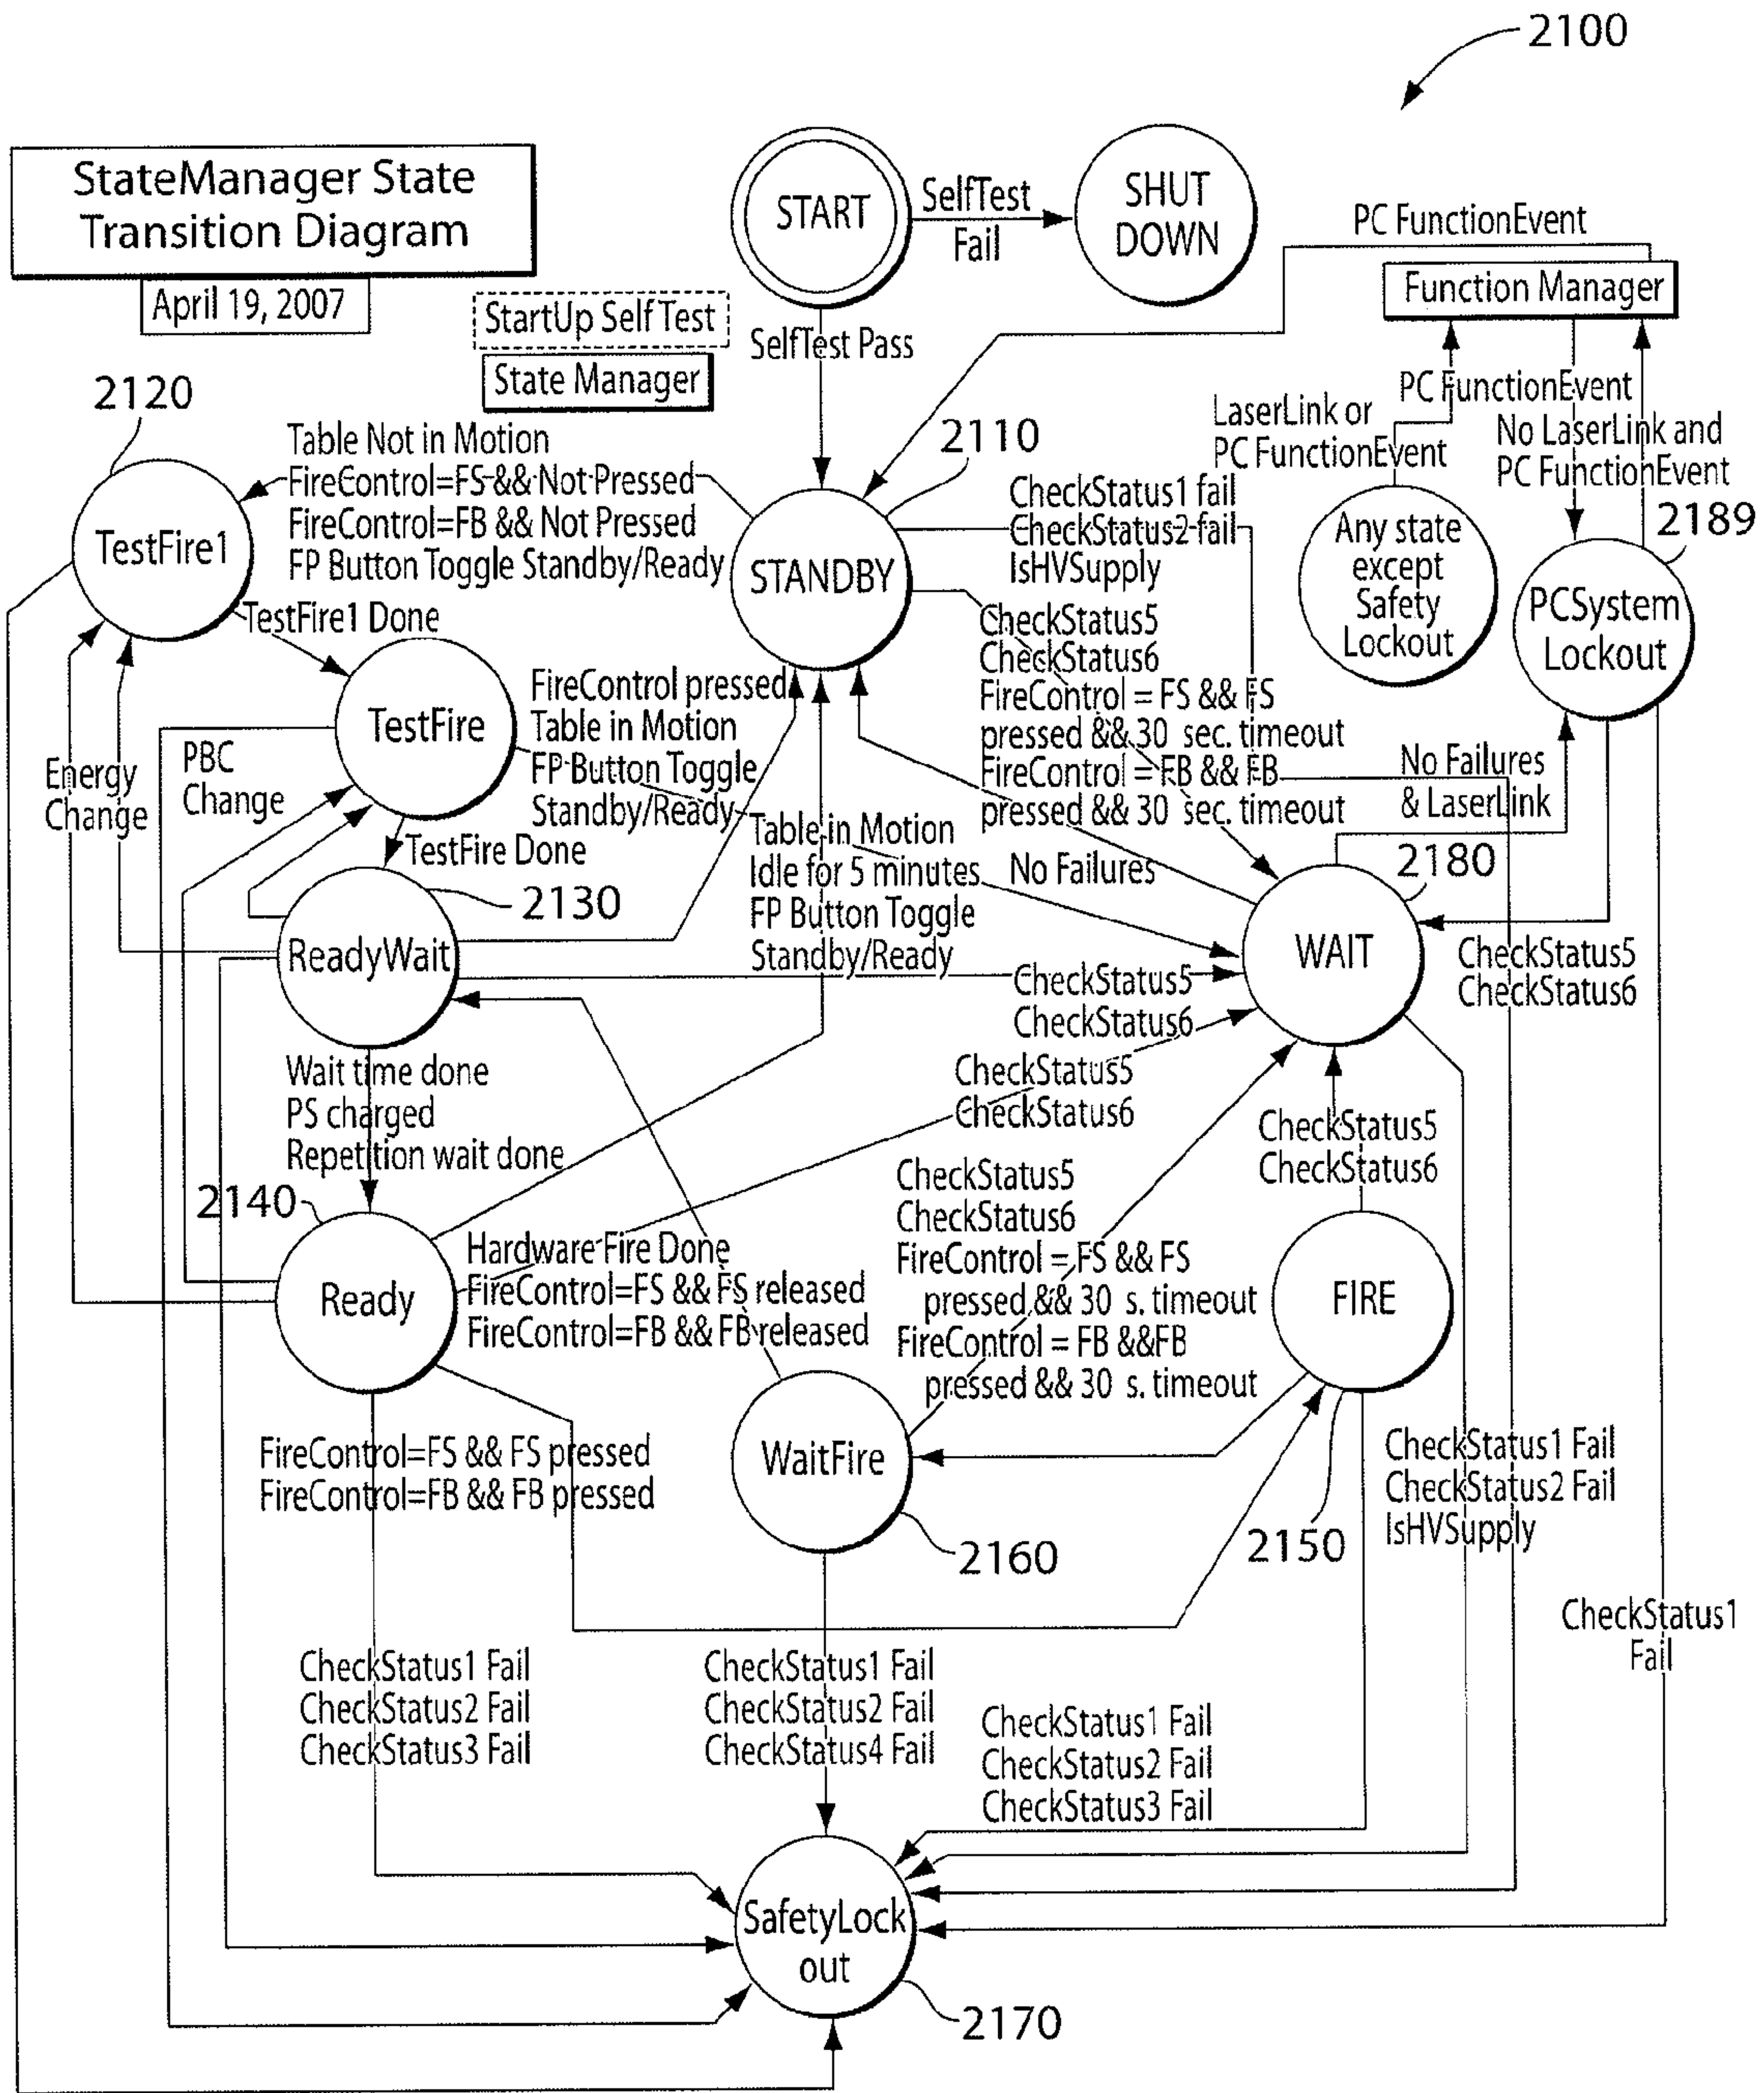 2100
StateManager State
Transition Diagram
April 19, 2007
StartUp Self Test
State Manager
START
SelfTest
Fail
SHUT
DOWN
SelfTest Pass
PC FunctionEvent
Function Manager
LaserLink or
PC FunctionEvent
PC FunctionEvent
No LaserLink and
PC FunctionEvent
2189
Any state
except
Safety
Lockout
PCSystem
Lockout
2120
TestFire1
Table Not in Motion
FireControl=FS && Not Pressed
FireControl=FB && Not Pressed
FP Button Toggle Standby/Ready
2110
STANDBY
CheckStatus1 fail
CheckStatus2 fail
IsHVSupply
CheckStatus5
CheckStatus6
FireControl = FS && FS
pressed && 30 sec. timeout
FireControl = FB && FB
pressed && 30 sec. timeout
TestFire1 Done
TestFire
FireControl pressed
Table in Motion
FP Button Toggle
Standby/Ready
Energy
Change
PBC
Change
TestFire Done
2130
ReadyWait
Table in Motion
Idle for 5 minutes
FP Button Toggle
Standby/Ready
No Failures
No Failures
& LaserLink
2180
WAIT
CheckStatus5
CheckStatus6
CheckStatus5
CheckStatus6
CheckStatus5
CheckStatus6
CheckStatus5
CheckStatus6
Wait time done
PS charged
Repetition wait done
2140
Ready
Hardware Fire Done
FireControl=FS && FS released
FireControl=FB && FB released
CheckStatus5
CheckStatus6
FireControl = FS && FS
pressed && 30 s. timeout
FireControl = FB &&FB
pressed && 30 s. timeout
FIRE
2150
FireControl=FS && FS pressed
FireControl=FB && FB pressed
WaitFire
2160
CheckStatus1 Fail
CheckStatus2 Fail
IsHVSupply
CheckStatus1
Fail
CheckStatus1 Fail
CheckStatus2 Fail
CheckStatus3 Fail
CheckStatus1 Fail
CheckStatus2 Fail
CheckStatus4 Fail
CheckStatus1 Fail
CheckStatus2 Fail
CheckStatus3 Fail
SafetyLock
out
2170